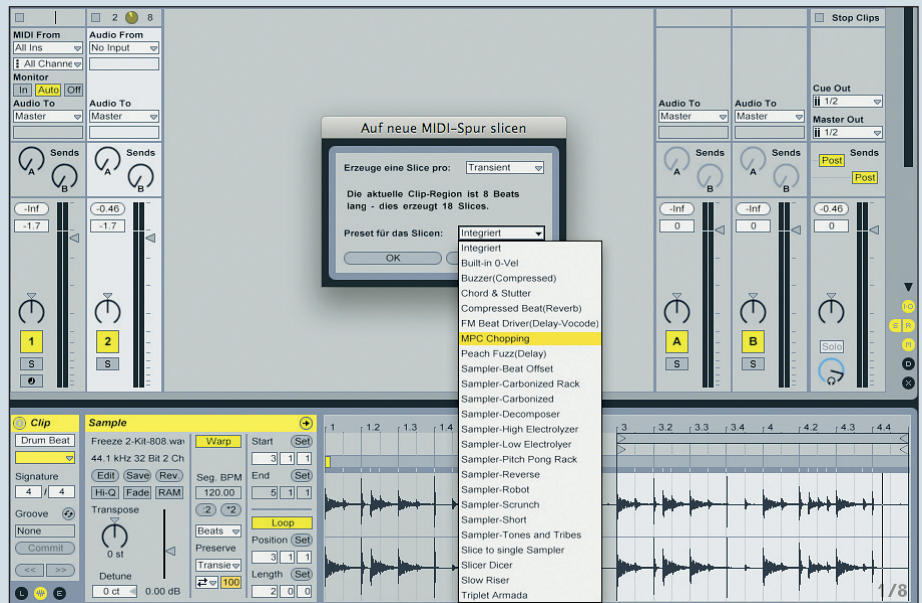 2 8
Stop Clips
MIDI From
Audio From
All Ins
No Input
All Channe
Monitor
In Auto Off
Cue Out
1/2
Audio To
Audio To
Audio To
Audio To
Master
Master
Master
Master
Master Out
1/2
Sends
Sends
Sends
Sends
Sends
A
B
A
B
A
B
A
B
Post
Post
-Inf
-0.46
-Inf
-Inf
-0.46
-1.7
-1.7
0
0
0
1
2
A
B
Solo
S
S
S
S
I·O
S R
M
D
X
Auf neue MIDI-Spur slicen
Erzeuge eine Slice pro: Transient
Die aktuelle Clip-Region ist 8 Beats
lang - dies erzeugt 18 Slices.
Preset für das Slicen: Integriert
OK
Integriert
Built-in 0-Vel
Buzzer(Compressed)
Chord & Stutter
Compressed Beat(Reverb)
FM Beat Driver(Delay-Vocode)
MPC Chopping
Peach Fuzz(Delay)
Sampler-Beat Offset
Sampler-Carbonized Rack
Sampler-Carbonized
Sampler-Decomposer
Sampler-High Electrolyzer
Sampler-Low Electrolyer
Sampler-Pitch Pong Rack
Sampler-Reverse
Sampler-Robot
Sampler-Scrunch
Sampler-Short
Sampler-Tones and Tribes
Slice to single Sampler
Slicer Dicer
Slow Riser
Triplet Armada
Clip
Drum Beat
Signature
4 / 4
Groove
None
Commit
<< >>
L E
Sample
Freeze 2-Kit-808.wav
44.1 kHz 32 Bit 2 Ch
Edit Save Rev.
Hi-Q Fade RAM
Transpose
0 st
Detune
0 ct 0.00 dB
Warp
Seg. BPM
120.00
:2 *2
Beats
Preserve
Transie
100
Start Set
3 1 1
End Set
5 1 1
Loop
Position Set
3 1 1
Length Set
2 0 0
1 1.2 1.3 1.4 3 3.2 3.3 3.4 4 4.2 4.3 4.4
1/8